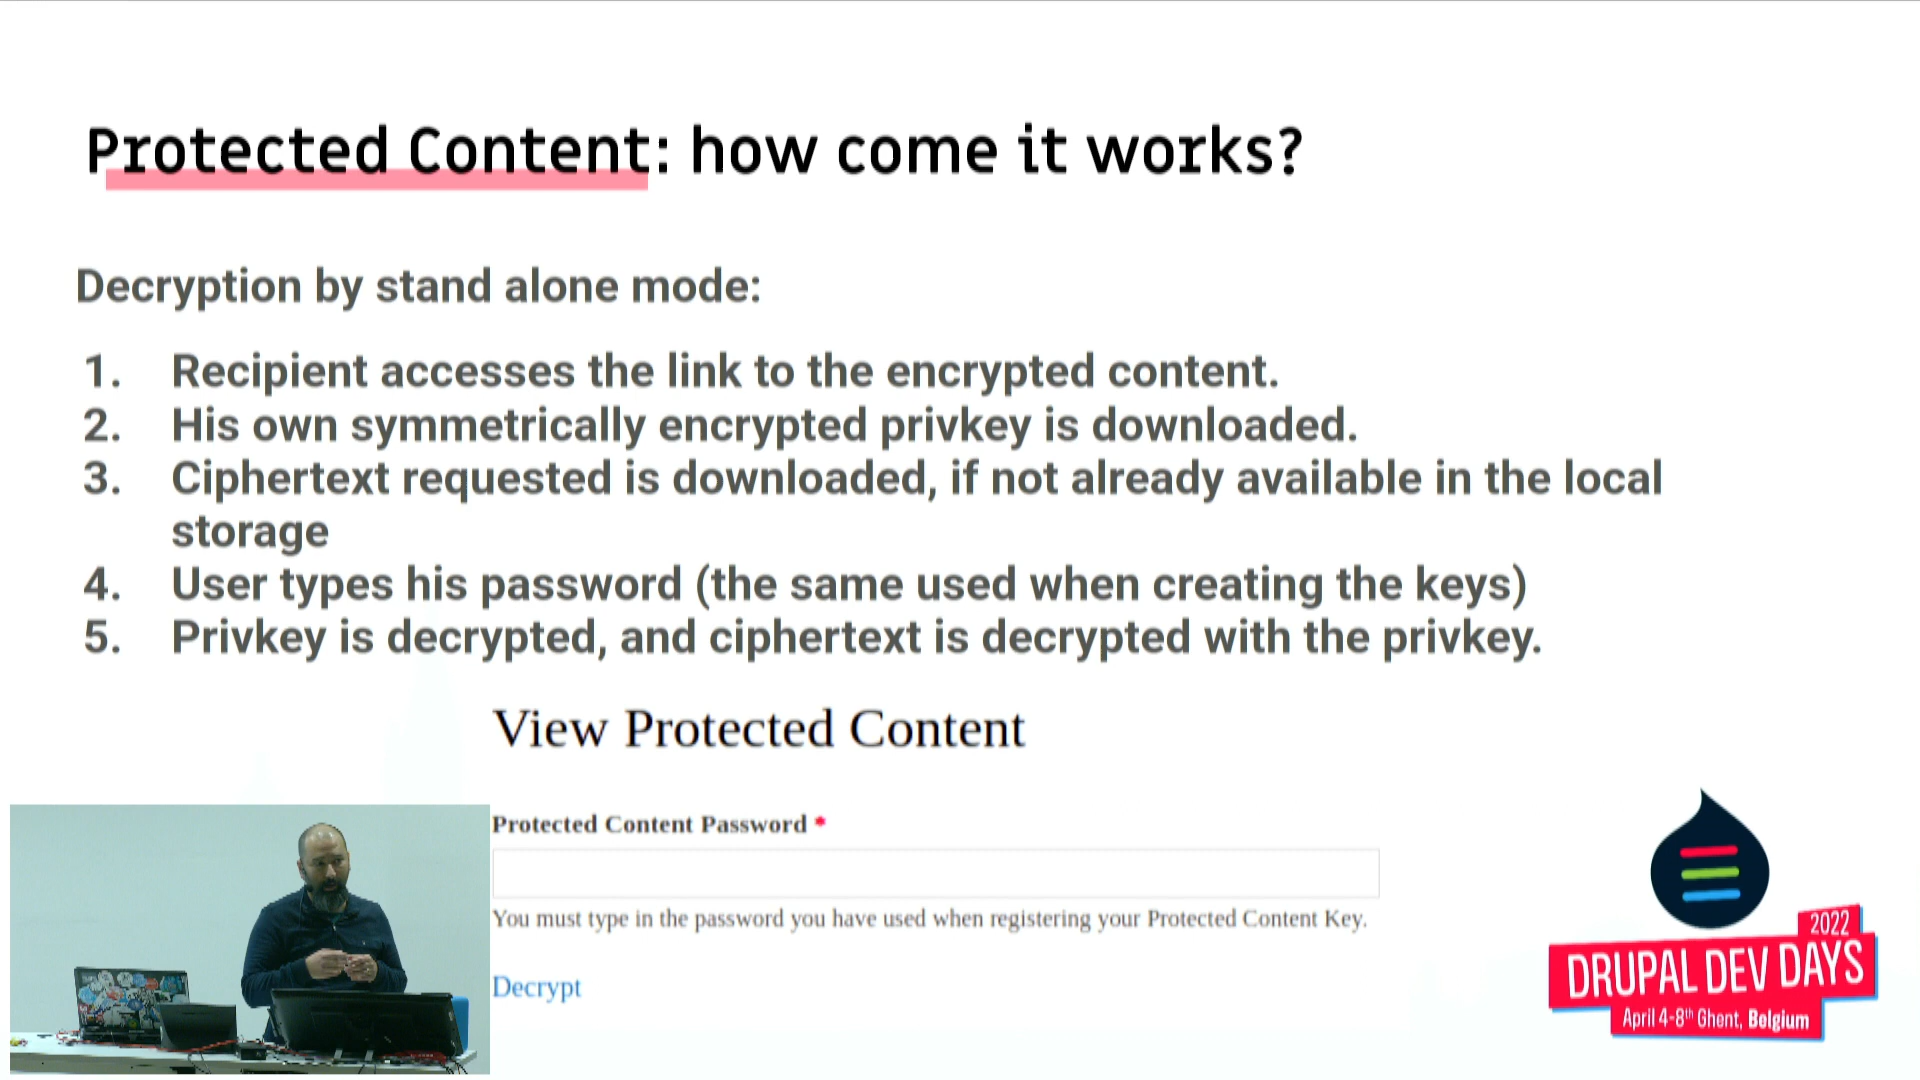 Protected Content: how come it works?
Decryption by stand alone mode:
1. Recipient accesses the link to the encrypted content.
2. His own symmetrically encrypted privkey is downloaded.
3. Ciphertext requested is downloaded, if not already available in the local
storage
4. User types his password (the same used when creating the keys)
5. Privkey is decrypted, and ciphertext is decrypted with the privkey.
View Protected Content
Protected Content Password *
You must type in the password you have used when registering your Protected Content Key.
Decrypt
2022
DRUPAL DEV DAYS
April 4-8th Ghent, Belgium